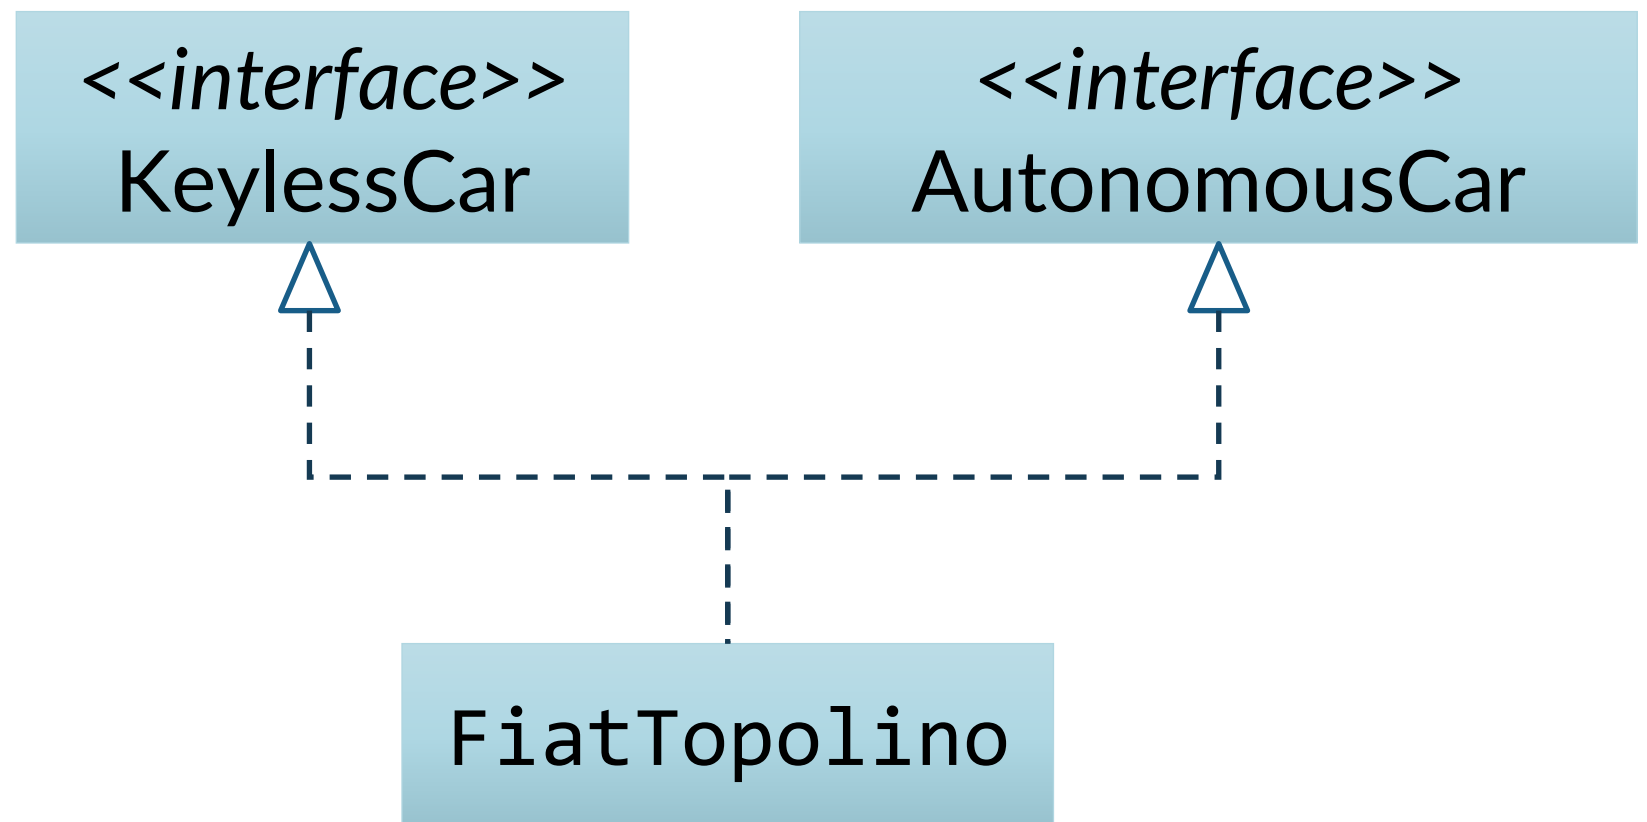 <<interface>>
KeylessCar
<<interface>>
AutonomousCar
FiatTopolino